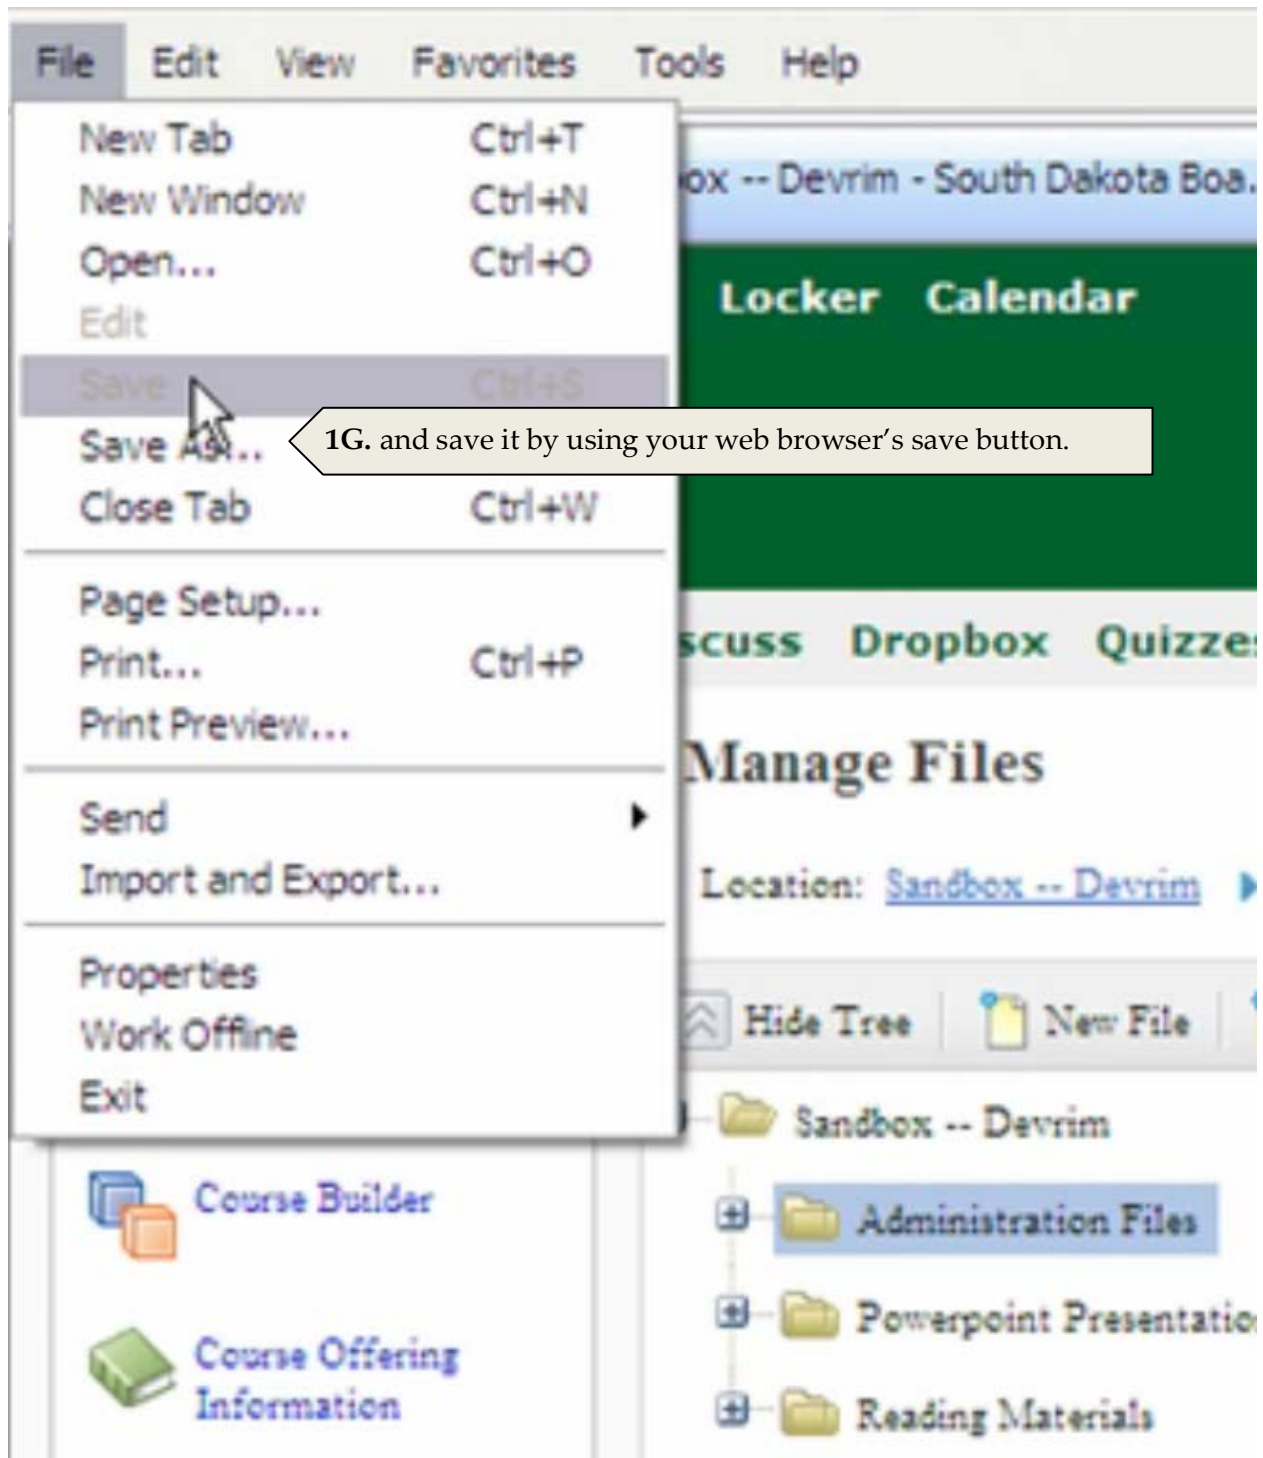 File Edit View Favorites Tools Help
New Tab Ctrl+T
New Window Ctrl+N
Open... Ctrl+O
Edit
Save Ctrl+S
Save As...
Close Tab Ctrl+W
Page Setup...
Print... Ctrl+P
Print Preview...
Send
Import and Export...
Properties
Work Offline
Exit
1G. and save it by using your web browser's save button.
ox -- Devrim - South Dakota Boa.
Locker Calendar
scuss Dropbox Quizzes
Manage Files
Location: Sandbox -- Devrim
Hide Tree New File
Sandbox -- Devrim
Administration Files
Powerpoint Presentatio
Reading Materials
Course Builder
Course Offering
Information